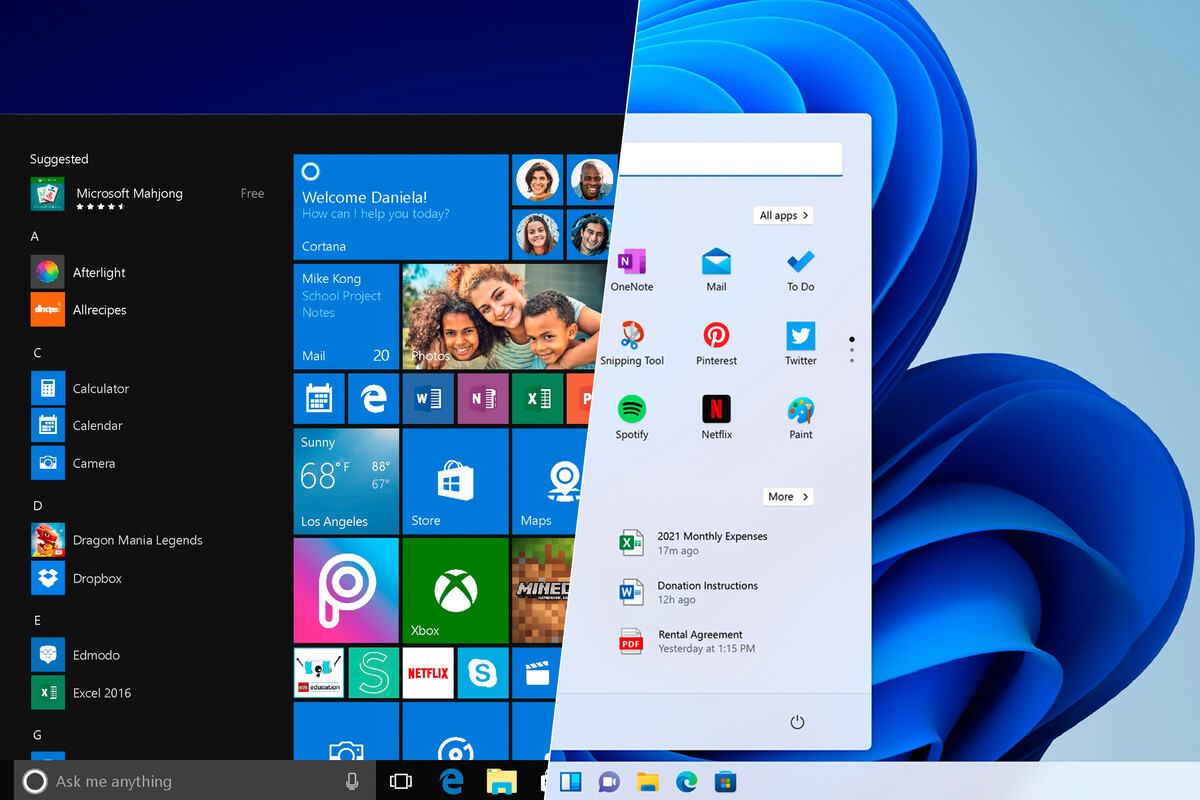 Suggested
Microsoft Mahjong
Free
A
Afterlight
allrecipes
Allrecipes
C
Calculator
Calendar
Camera
D
Dragon Mania Legends
Dropbox
E
Edmodo
Excel 2016
G
Welcome Daniela!
How can I help you today?
Cortana
Mike Kong
School Project
Notes
Mail 20
Photos
Sunny
68°F 88°
67°
Los Angeles
Store
Maps
Xbox
education
S
NETFLIX
Ask me anything
All apps >
OneNote
Mail
To Do
Snipping Tool
Pinterest
Twitter
Spotify
Netflix
Paint
More >
2021 Monthly Expenses
17m ago
Donation Instructions
12h ago
PDF
Rental Agreement
Yesterday at 1:15 PM